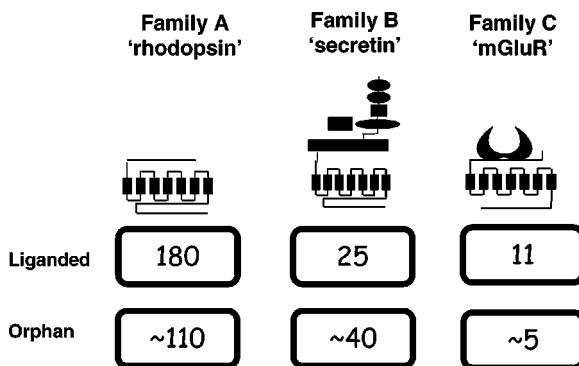 Family A Family B Family C
'rhodopsin' 'secretin' 'mGluR'
Liganded 180 25 11
Orphan ~110 ~40 ~5